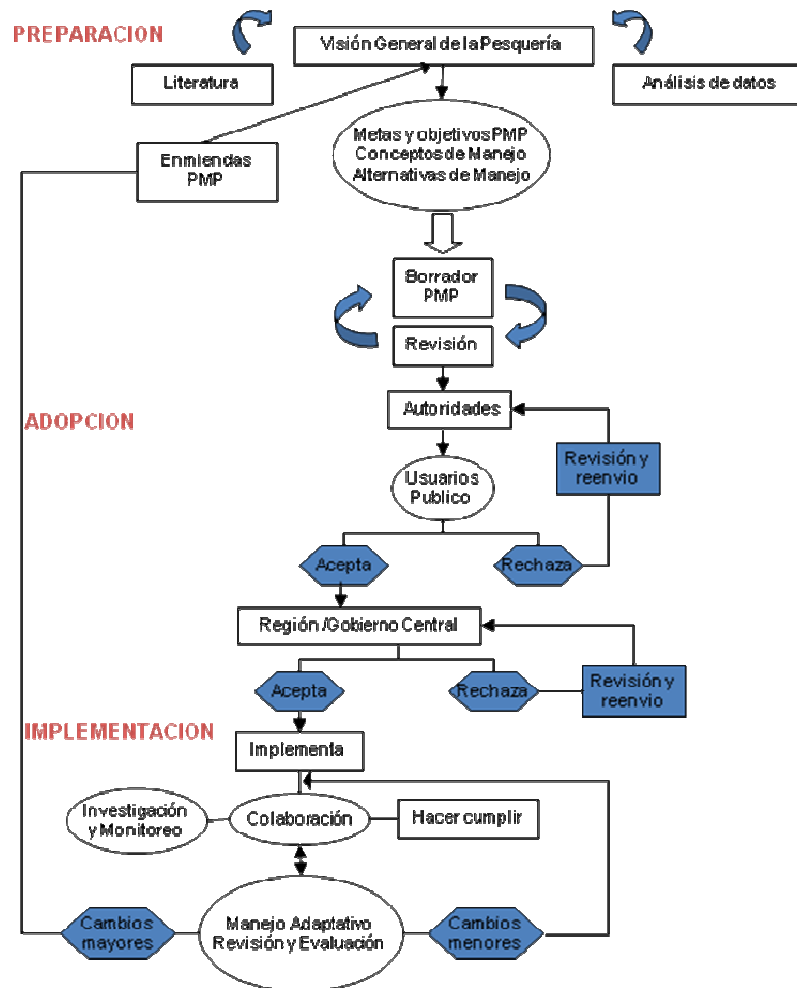 PREPARACION
Visión General de la Pesquería
Literatura
Análisis de datos
Metas y objetivos PMP
Conceptos de Manejo
Alternativas de Manejo
Enmiendas
PMP
Borrador
PMP
Revisión
ADOPCION
Autoridades
Revisión y
reenvio
Usuarios
Publico
Acepta
Rechaza
Región /Gobierno Central
Acepta
Rechaza
Revisión y
reenvio
IMPLEMENTACION
Implementa
Investigación
y Monitoreo
Colaboración
Hacer cumplir
Cambios
mayores
Manejo Adaptativo
Revisión y Evaluación
Cambios
menores